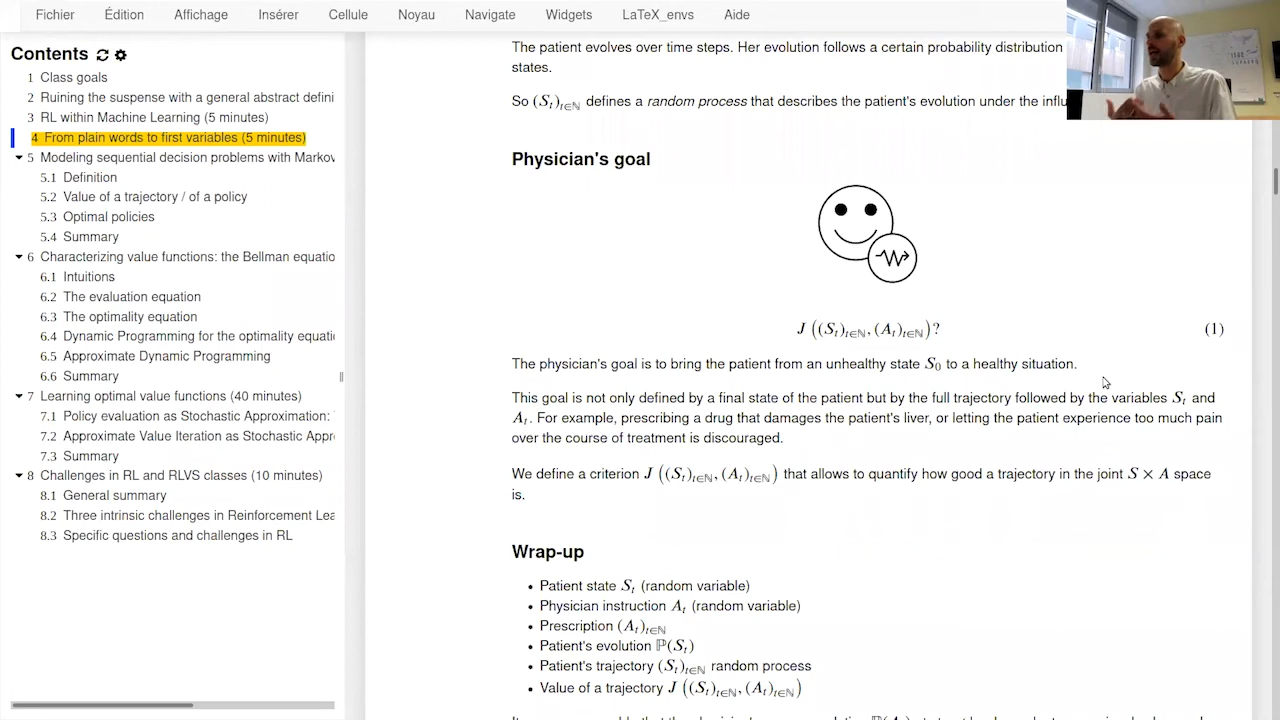 Fichier Édition Affichage Insérer Cellule Noyau Navigate Widgets LaTeX_envs Aide
Contents
1 Class goals
2 Ruining the suspense with a general abstract defini
3 RL within Machine Learning (5 minutes)
4 From plain words to first variables (5 minutes)
5 Modeling sequential decision problems with Markov
5.1 Definition
5.2 Value of a trajectory / of a policy
5.3 Optimal policies
5.4 Summary
6 Characterizing value functions: the Bellman equatio
6.1 Intuitions
6.2 The evaluation equation
6.3 The optimality equation
6.4 Dynamic Programming for the optimality equati
6.5 Approximate Dynamic Programming
6.6 Summary
7 Learning optimal value functions (40 minutes)
7.1 Policy evaluation as Stochastic Approximation:
7.2 Approximate Value Iteration as Stochastic Appr
7.3 Summary
8 Challenges in RL and RLVS classes (10 minutes)
8.1 General summary
8.2 Three intrinsic challenges in Reinforcement Lea
8.3 Specific questions and challenges in RL
The patient evolves over time steps. Her evolution follows a certain probability distribution
states.
So (S_t)_{t∈ℕ} defines a random process that describes the patient's evolution under the influ
Physician's goal
J ((S_t)_{t∈ℕ}, (A_t)_{t∈ℕ})? (1)
The physician's goal is to bring the patient from an unhealthy state S_0 to a healthy situation.
This goal is not only defined by a final state of the patient but by the full trajectory followed by the variables S_t and
A_t. For example, prescribing a drug that damages the patient's liver, or letting the patient experience too much pain
over the course of treatment is discouraged.
We define a criterion J ((S_t)_{t∈ℕ}, (A_t)_{t∈ℕ}) that allows to quantify how good a trajectory in the joint S × A space
is.
Wrap-up
• Patient state S_t (random variable)
• Physician instruction A_t (random variable)
• Prescription (A_t)_{t∈ℕ}
• Patient's evolution ℙ(S_t)
• Patient's trajectory (S_t)_{t∈ℕ} random process
• Value of a trajectory J ((S_t)_{t∈ℕ}, (A_t)_{t∈ℕ})